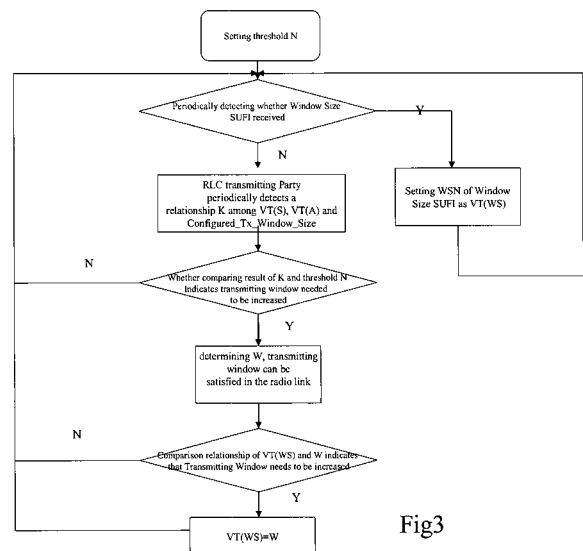 Setting threshold N
Periodically detecting whether Window Size
SUFI received
Y
N
RLC transmitting Party
periodically detects a
relationship K among VT(S), VT(A) and
Configured_Tx_Window_Size
Setting WSN of Window
Size SUFI as VT(WS)
N
Whether comparing result of K and threshold N
Indicates transmitting window needed
to be increased
Y
determining W, transmitting
window can be
satisfied in the radio link
N
Comparison relationship of VT(WS) and W indicates
that Transmitting Window needs to be increased
Y
VT(WS)=W
Fig3